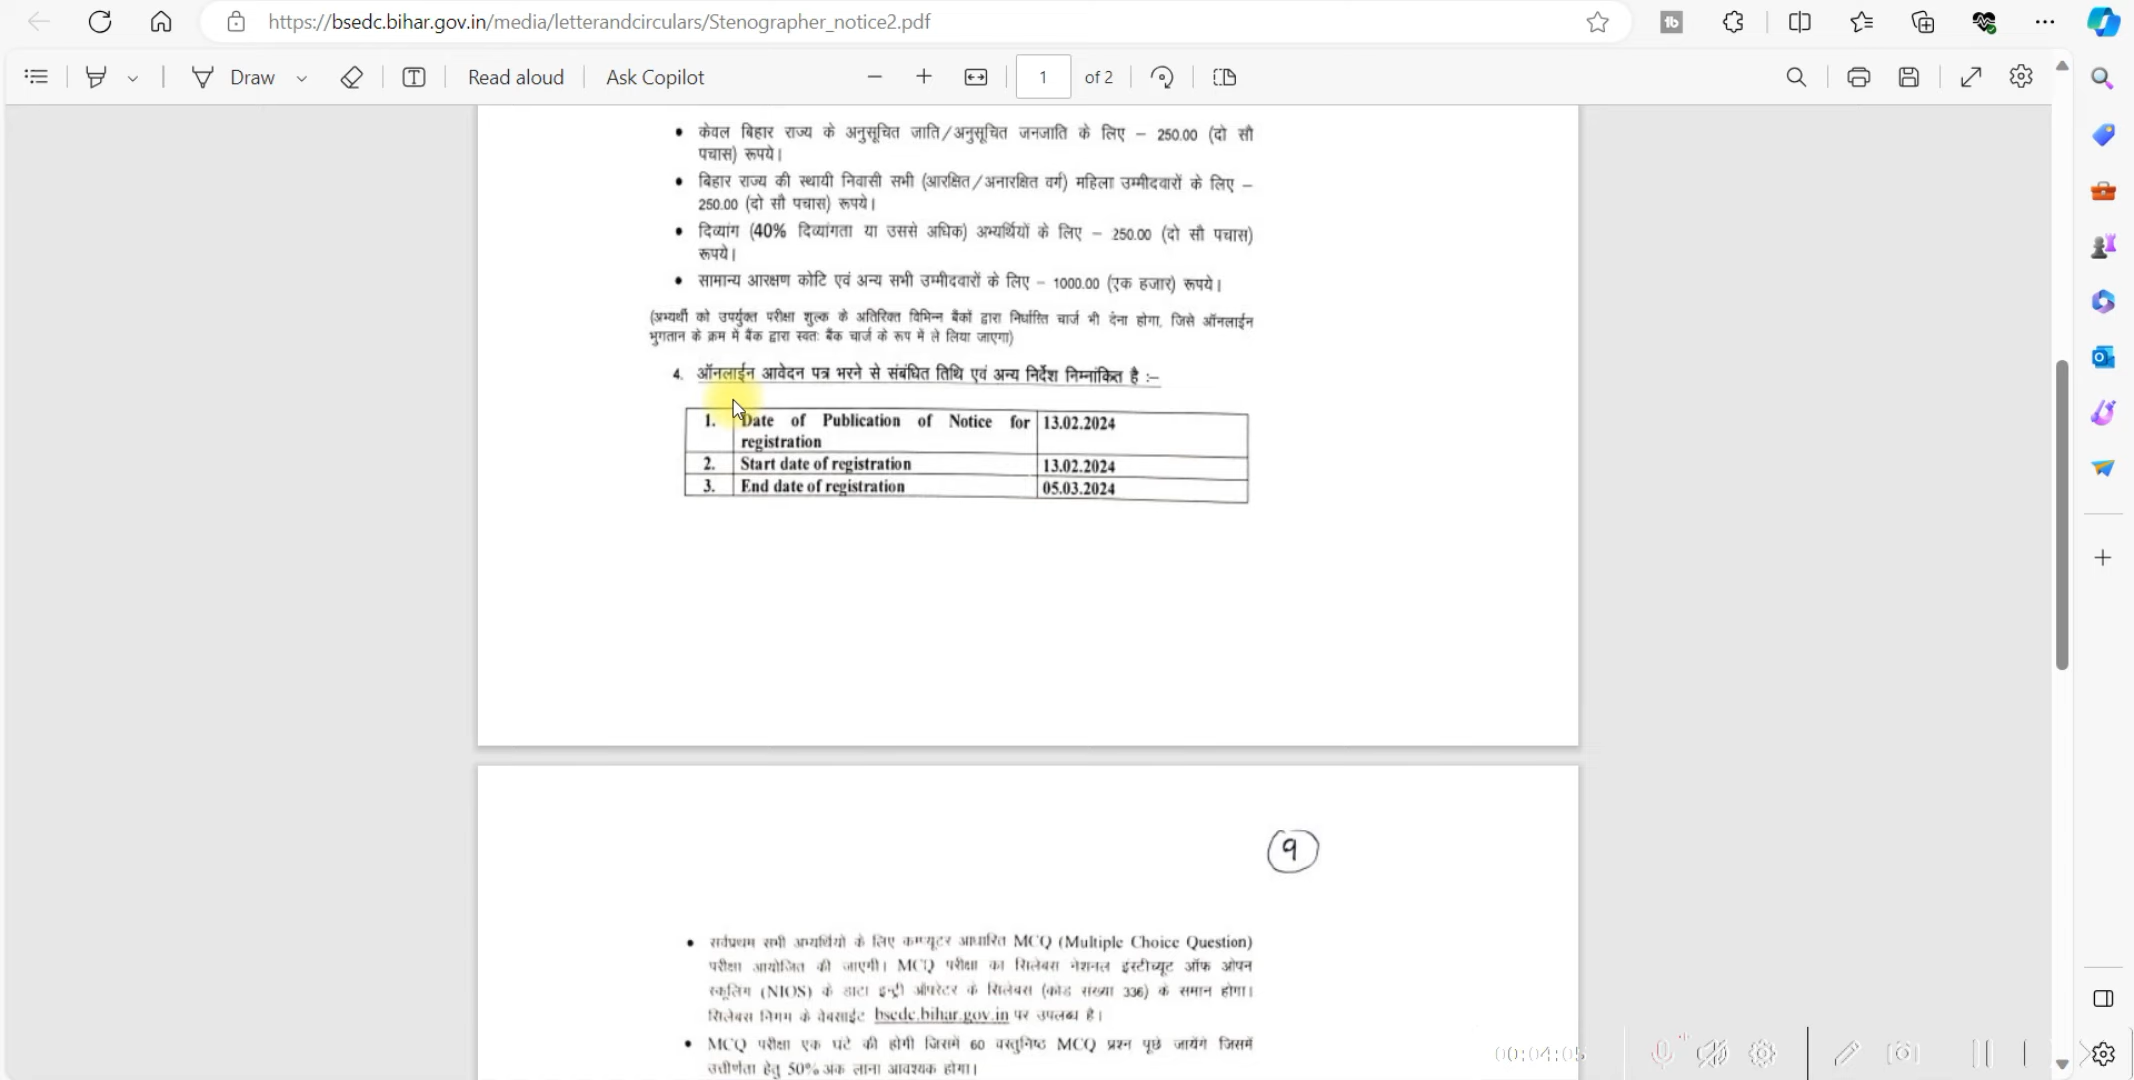 https://bsedc.bihar.gov.in/media/letterandcirculars/Stenographer_notice2.pdf
Draw
Read aloud
Ask Copilot
1
of 2
• केवल बिहार राज्य के अनुसूचित जाति/अनुसूचित जनजाति के लिए – 250.00 (दो सौ
पचास) रूपये।
• बिहार राज्य की स्थायी निवासी सभी (आरक्षित/अनारक्षित वर्ग) महिला उम्मीदवारों के लिए –
250.00 (दो सौ पचास) रूपये।
• दिव्यांग (40% दिव्यांगता या उससे अधिक) अभ्यर्थियों के लिए – 250.00 (दो सौ पचास)
रूपये।
• सामान्य आरक्षण कोटि एवं अन्य सभी उम्मीदवारों के लिए – 1000.00 (एक हजार) रूपये।
(अभ्यर्थी को उपर्युक्त परीक्षा शुल्क के अतिरिक्त विभिन्न बैंकों द्वारा निर्धारित चार्ज भी देना होगा, जिसे ऑनलाईन
भुगतान के क्रम में बैंक द्वारा स्वतः बैंक चार्ज के रूप में ले लिया जाएगा)
4. ऑनलाईन आवेदन पत्र भरने से संबंधित तिथि एवं अन्य निर्देश निम्नांकित है :–
1. Date of Publication of Notice for 13.02.2024
registration
2. Start date of registration 13.02.2024
3. End date of registration 05.03.2024
9
• सर्वप्रथम सभी अभ्यर्थियों के लिए कम्प्यूटर आधारित MCQ (Multiple Choice Question)
परीक्षा आयोजित की जाएगी। MCQ परीक्षा का सिलेबस नेशनल इंस्टीच्यूट ऑफ ओपन
स्कूलिंग (NIOS) के डाटा इन्ट्री ऑपरेटर के सिलेबस (कोड संख्या 336) के समान होगा।
सिलेबस निगम के वेबसाईट bsedc.bihar.gov.in पर उपलब्ध है।
• MCQ परीक्षा एक घंटे की होगी जिसमें 60 वस्तुनिष्ठ MCQ प्रश्न पूछे जायेंगे जिसमें
उत्तीर्णता हेतु 50% अंक लाना आवश्यक होगा।
00:04:05